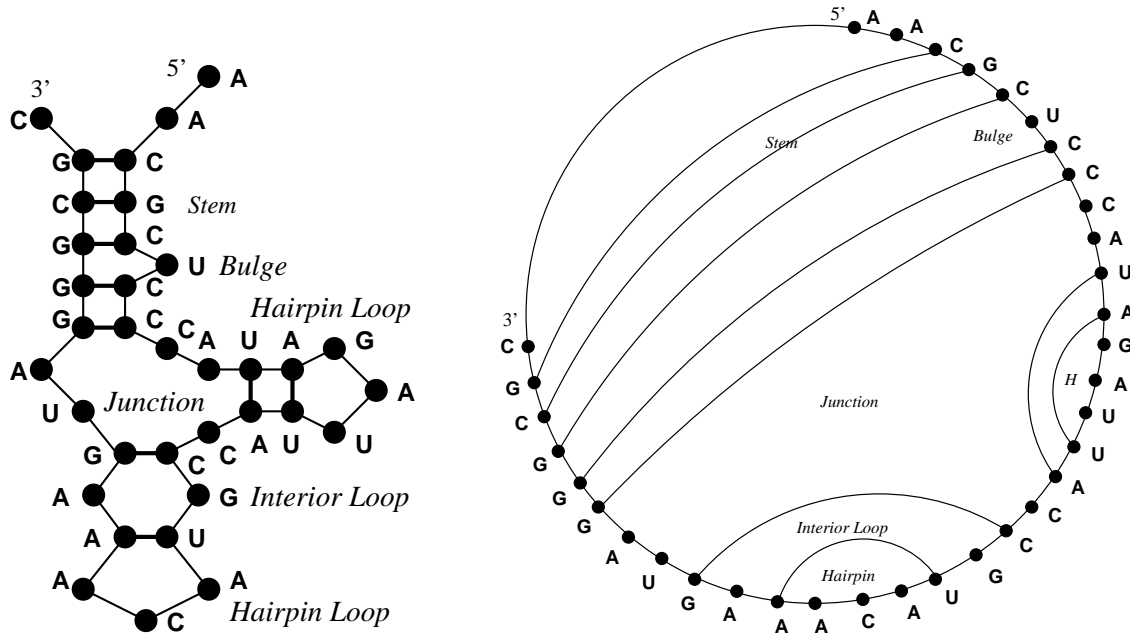 5’ A
3’
C A
G C
C G Stem
G C
U Bulge
G C
Hairpin Loop
G C C A U A G
A A
Junction
U U
A U
G C C
A G Interior Loop
A U
A A
Hairpin Loop
C
5’ A A C G C U C C C A U A G A U U A C C G U A C A A A G U A G G G C G C 3’
Stem
Bulge
Junction
H
Interior Loop
Hairpin